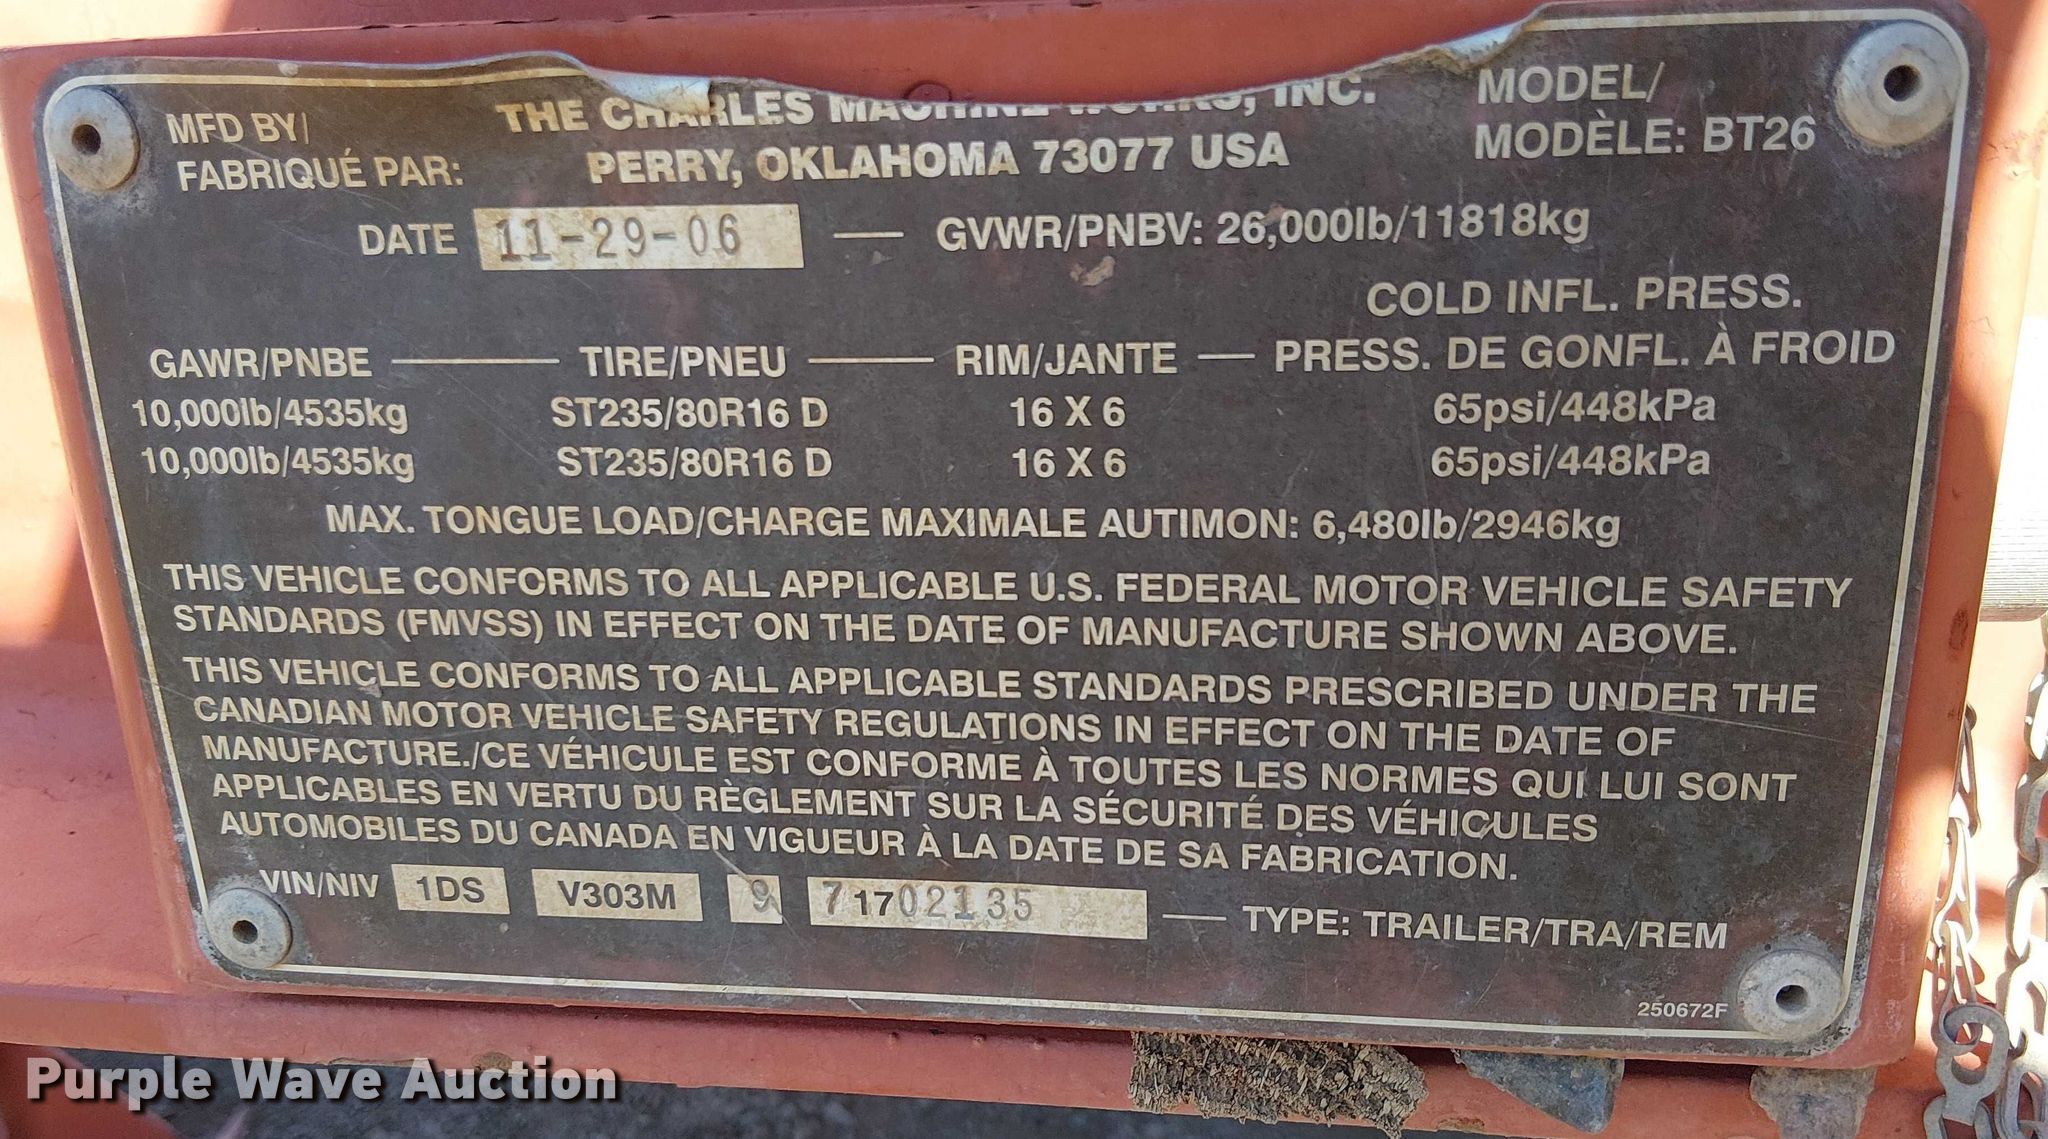 MFD BY/ THE CHARLES MACHINE WORKS, INC. MODEL/
FABRIQUÉ PAR: PERRY, OKLAHOMA 73077 USA MODÈLE: BT26
DATE 11-29-06 — GVWR/PNBV: 26,000lb/11818kg
COLD INFL. PRESS.
GAWR/PNBE — TIRE/PNEU — RIM/JANTE — PRESS. DE GONFL. À FROID
10,000lb/4535kg ST235/80R16 D 16 X 6 65psi/448kPa
10,000lb/4535kg ST235/80R16 D 16 X 6 65psi/448kPa
MAX. TONGUE LOAD/CHARGE MAXIMALE AUTIMON: 6,480lb/2946kg
THIS VEHICLE CONFORMS TO ALL APPLICABLE U.S. FEDERAL MOTOR VEHICLE SAFETY
STANDARDS (FMVSS) IN EFFECT ON THE DATE OF MANUFACTURE SHOWN ABOVE.
THIS VEHICLE CONFORMS TO ALL APPLICABLE STANDARDS PRESCRIBED UNDER THE
CANADIAN MOTOR VEHICLE SAFETY REGULATIONS IN EFFECT ON THE DATE OF
MANUFACTURE./CE VÉHICULE EST CONFORME À TOUTES LES NORMES QUI LUI SONT
APPLICABLES EN VERTU DU RÈGLEMENT SUR LA SÉCURITÉ DES VÉHICULES
AUTOMOBILES DU CANADA EN VIGUEUR À LA DATE DE SA FABRICATION.
VIN/NIV 1DS V303M 9 71702135 — TYPE: TRAILER/TRA/REM
250672F
Purple Wave Auction